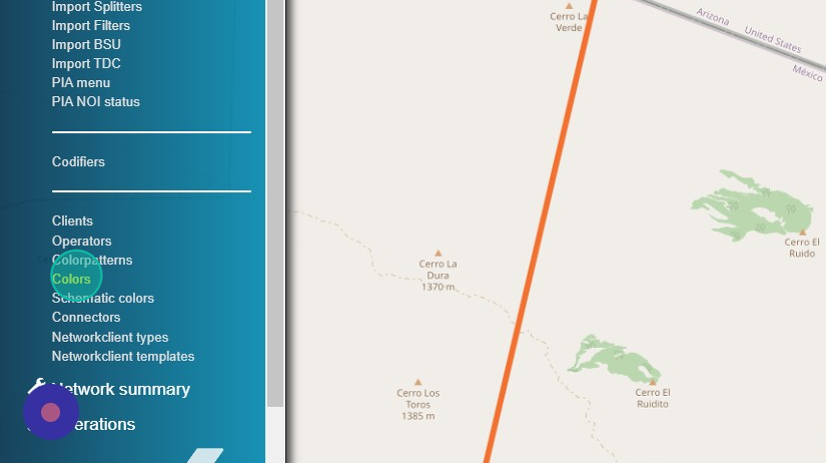 Import Splitters
Import Filters
Import BSU
Import TDC
PIA menu
PIA NOI status
Codifiers
Clients
Operators
Colorpatterns
Colors
Schematic colors
Connectors
Networkclient types
Networkclient templates
Network summary
Operations
Cerro La
Verde
Arizona
United States
México
Cerro El
Ruido
Cerro La
Dura
1370 m
Cerro Los
Toros
1385 m
Cerro El
Ruidito